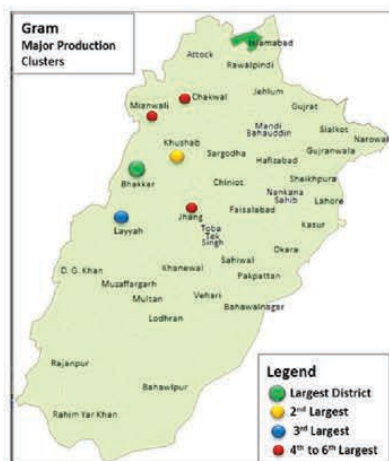 Gram
Major Production
Clusters
Islamabad
Attock
Rawalpindi
Chakwal
Jehlum
Mianwali
Gujrat
Mandi
Bahauddin
Sialkot
Narowal
Khushab
Sargodha
Gujranwala
Hafizabad
Bhakkar
Chiniot
Shaikhpura
Nankana
Sahib
Lahore
Layyah
Jhang
Faisalabad
Kasur
Toba
Tek
Singh
Okara
Sahiwal
D. G. Khan
Khanewal
Pakpattan
Muzaffargarh
Multan
Vehari
Bahawalnagar
Lodhran
Rajanpur
Bahawlpur
Rahim Yar Khan
Legend
Largest District
2nd Largest
3rd Largest
4th to 6th Largest